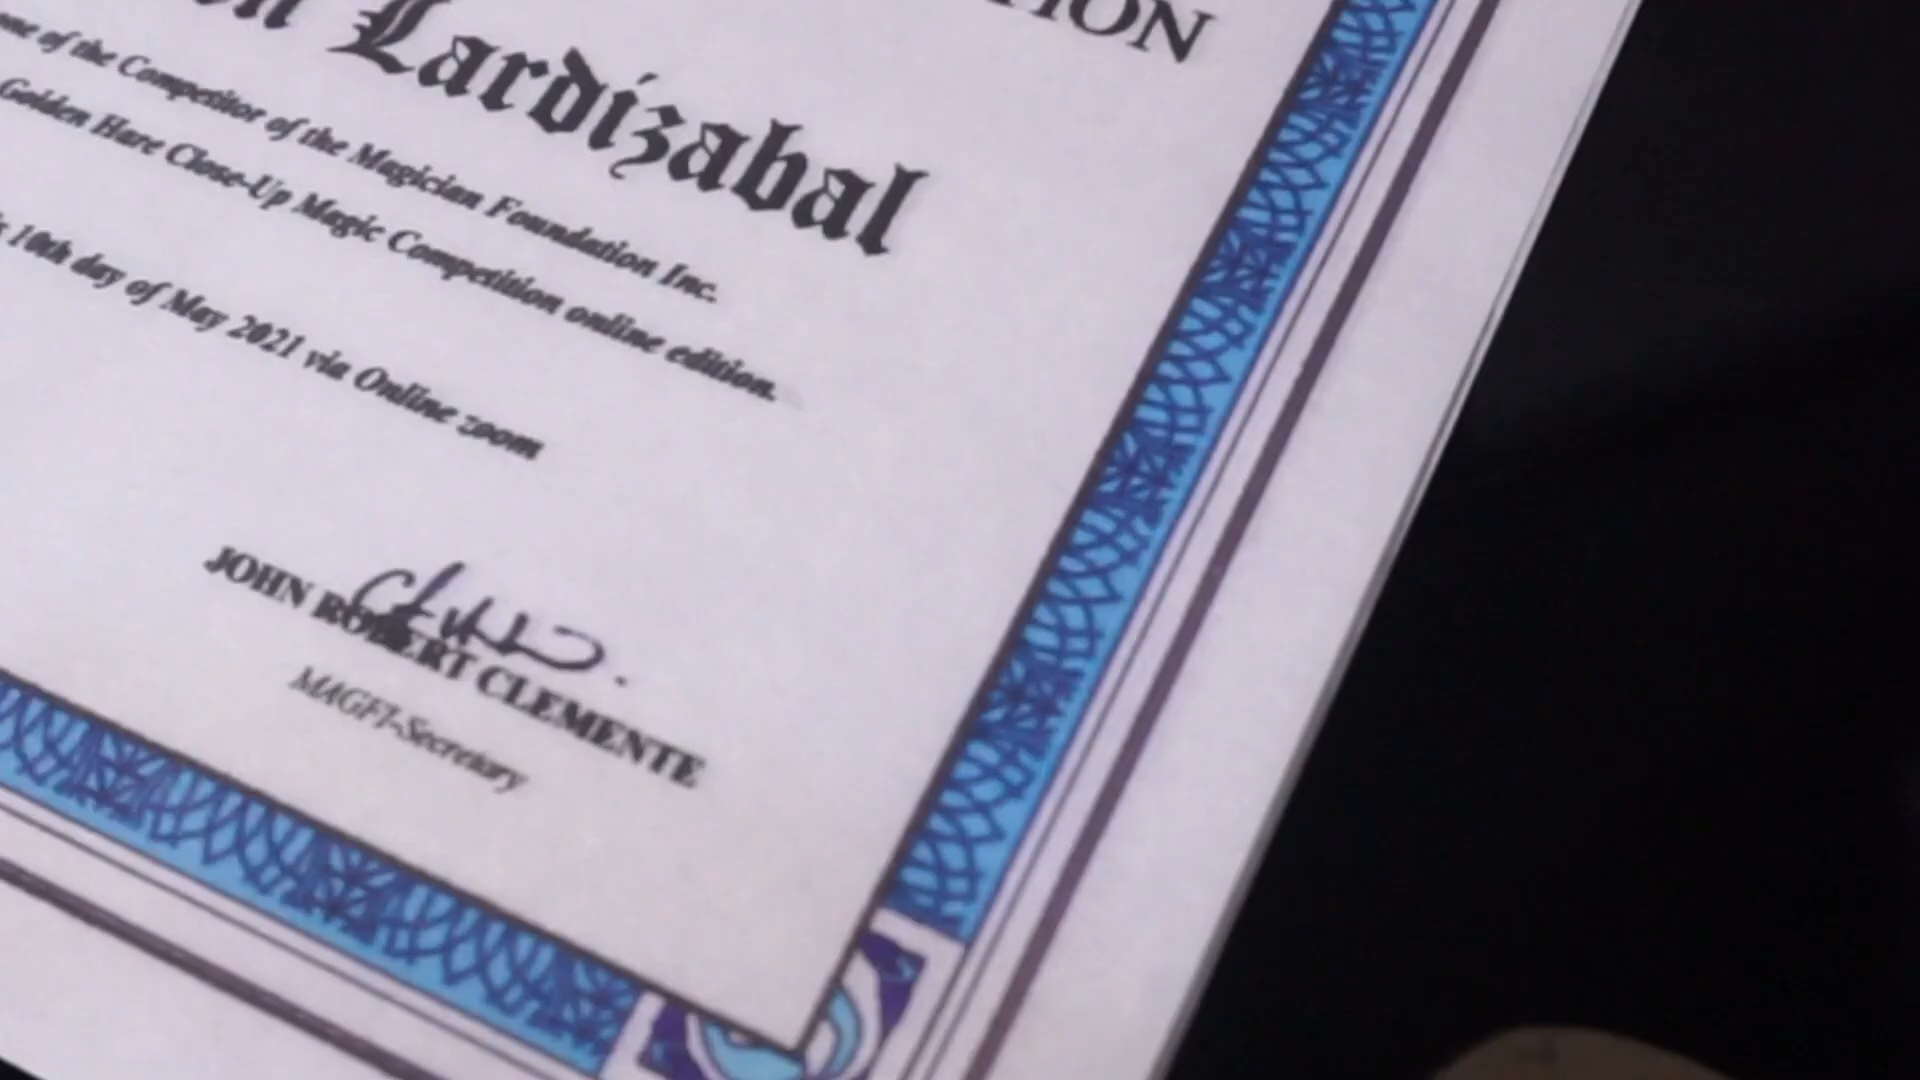 Lardizabal
of the Competitor of the Magician Foundation Inc.
Golden Hare Close-Up Magic Competition online edition.
10th day of May 2021 via Online zoom
JOHN ROBERT CLEMENTE
MAGFI-Secretary